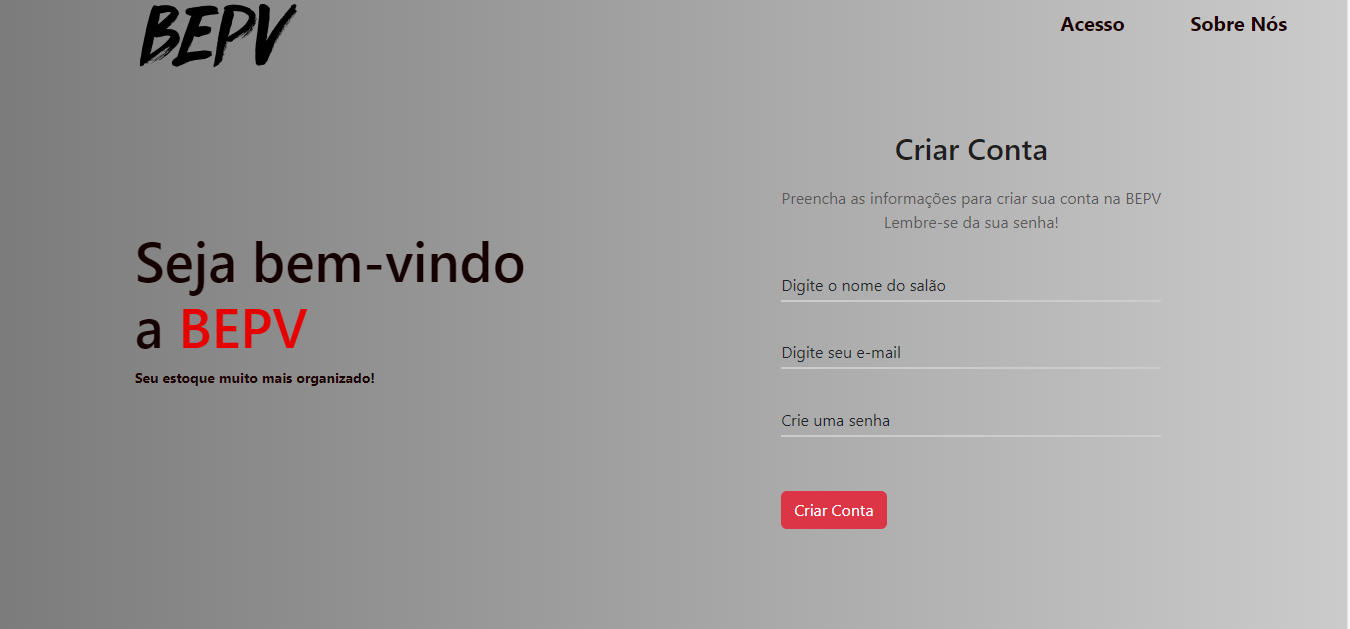 BEPV
Acesso
Sobre Nós
Seja bem-vindo
a BEPV
Seu estoque muito mais organizado!
Criar Conta
Preencha as informações para criar sua conta na BEPV
Lembre-se da sua senha!
Digite o nome do salão
Digite seu e-mail
Crie uma senha
Criar Conta